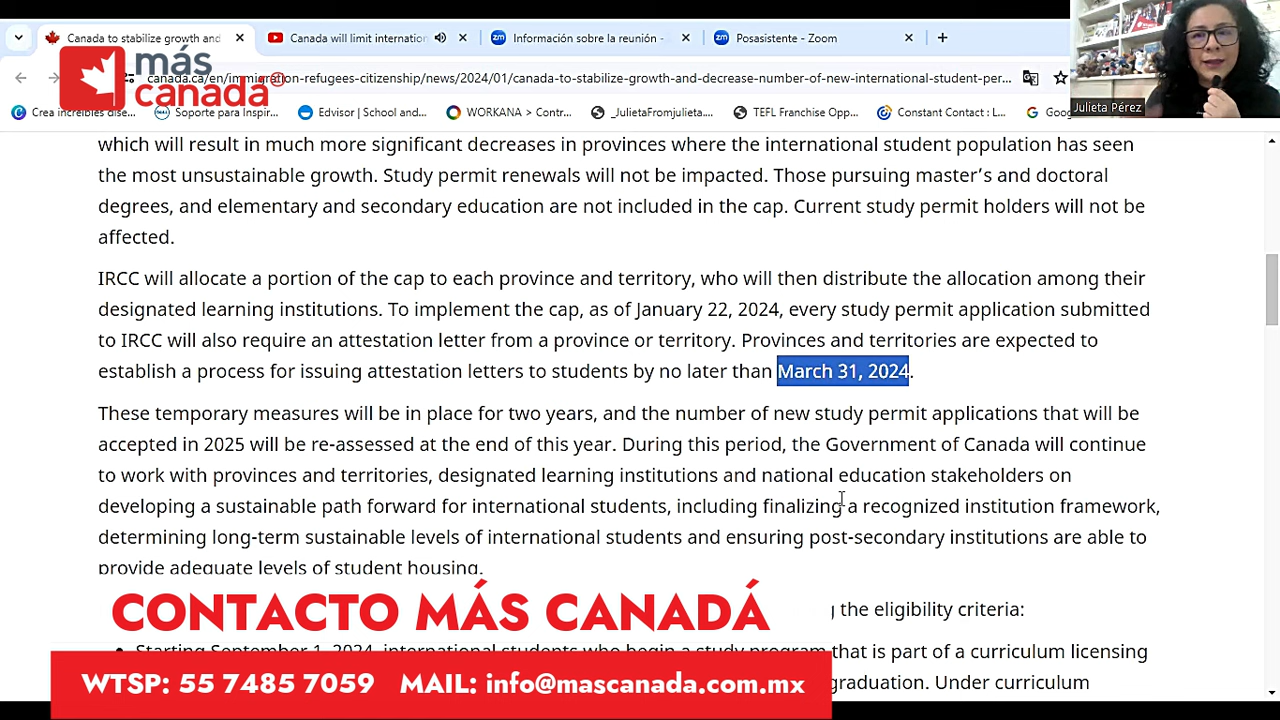 Canada to stabilize growth and
Canada will limit internation
Información sobre la reunión -
Posasistente - Zoom
más
canadá
canada.ca/en/immigration-refugees-citizenship/news/2024/01/canada-to-stabilize-growth-and-decrease-number-of-new-international-student-per...
Julieta Pérez
Crea increíbles dise...
Soporte para Inspir...
Edvisor | School and...
WORKANA > Contr...
_JulietaFromjulieta....
TEFL Franchise Opp...
Constant Contact : L...
Goo
which will result in much more significant decreases in provinces where the international student population has seen
the most unsustainable growth. Study permit renewals will not be impacted. Those pursuing master’s and doctoral
degrees, and elementary and secondary education are not included in the cap. Current study permit holders will not be
affected.
IRCC will allocate a portion of the cap to each province and territory, who will then distribute the allocation among their
designated learning institutions. To implement the cap, as of January 22, 2024, every study permit application submitted
to IRCC will also require an attestation letter from a province or territory. Provinces and territories are expected to
establish a process for issuing attestation letters to students by no later than March 31, 2024.
These temporary measures will be in place for two years, and the number of new study permit applications that will be
accepted in 2025 will be re-assessed at the end of this year. During this period, the Government of Canada will continue
to work with provinces and territories, designated learning institutions and national education stakeholders on
developing a sustainable path forward for international students, including finalizing a recognized institution framework,
determining long-term sustainable levels of international students and ensuring post-secondary institutions are able to
provide adequate levels of student housing.
the eligibility criteria:
CONTACTO MÁS CANADÁ
Starting September 1, 2024, international students who begin a study program that is part of a curriculum licensing
graduation. Under curriculum
WTSP: 55 7485 7059 MAIL: info@mascanada.com.mx